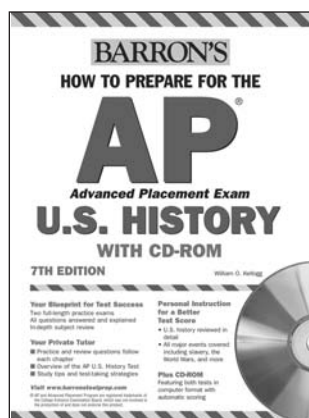 BARRON'S
HOW TO PREPARE FOR THE
AP®
Advanced Placement Exam
U.S. HISTORY
WITH CD-ROM
7TH EDITION
William O. Kellogg
Your Blueprint for Test Success
Two full-length practice exams
All questions answered and explained
In-depth subject review
Your Private Tutor
Practice and review questions follow
each chapter
Overview of the AP U.S. History Test
Study tips and test-taking strategies
Visit www.barronstestprep.com
Personal Instruction
for a Better
Test Score
• U.S. history reviewed in
detail
• All major events covered
including slavery, the
World Wars, and more
Plus CD-ROM
Featuring both tests in
computer format with
automatic scoring